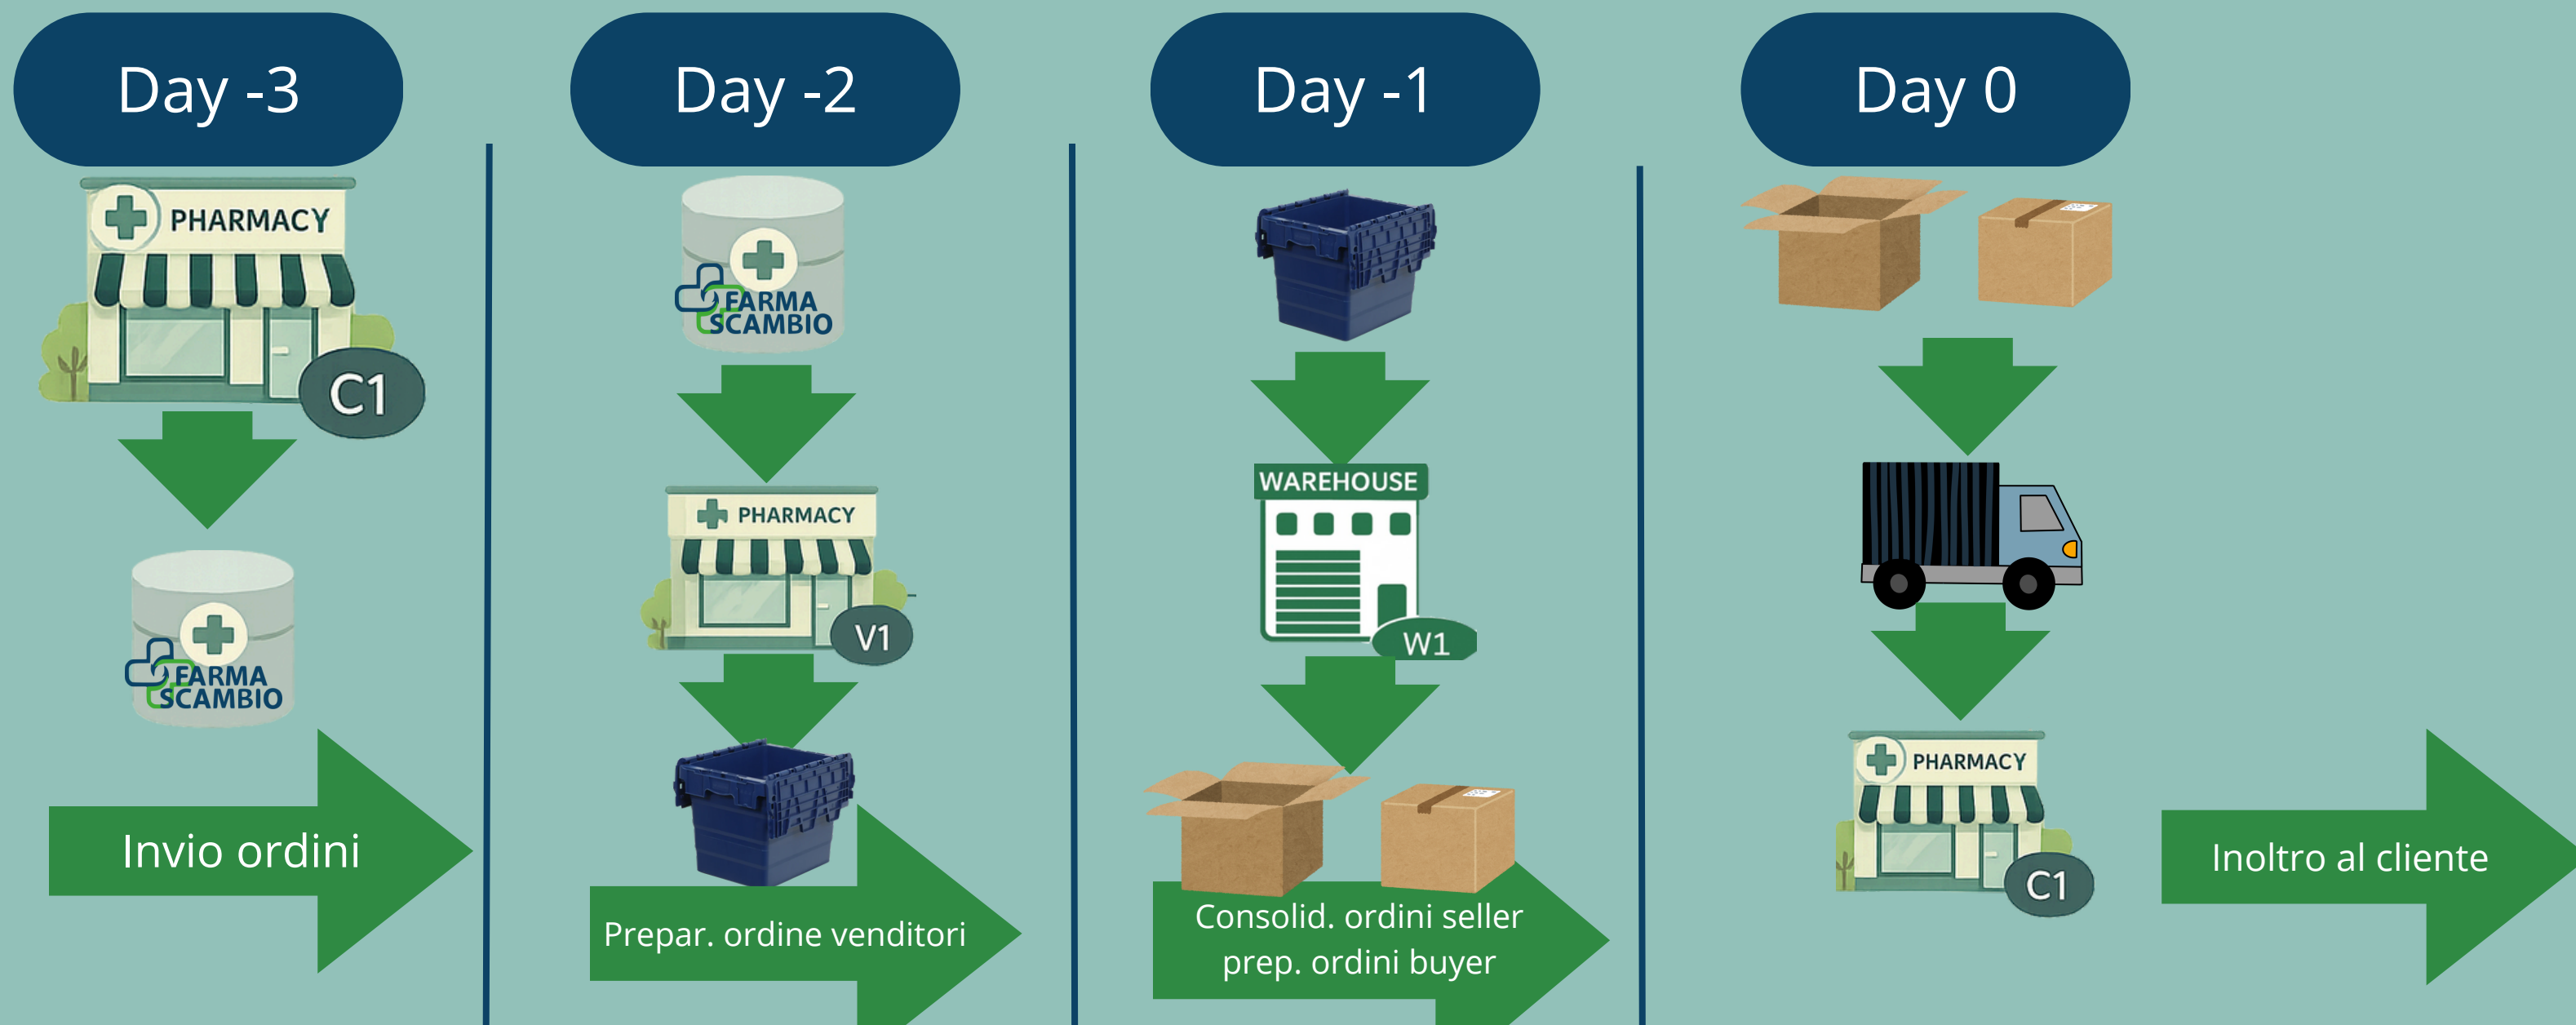 Day -3
PHARMACY
C1
FARMA
SCAMBIO
Invio ordini
Day -2
FARMA
SCAMBIO
PHARMACY
V1
Prepar. ordine venditori
Day -1
WAREHOUSE
W1
Consolid. ordini seller
prep. ordini buyer
Day 0
PHARMACY
C1
Inoltro al cliente